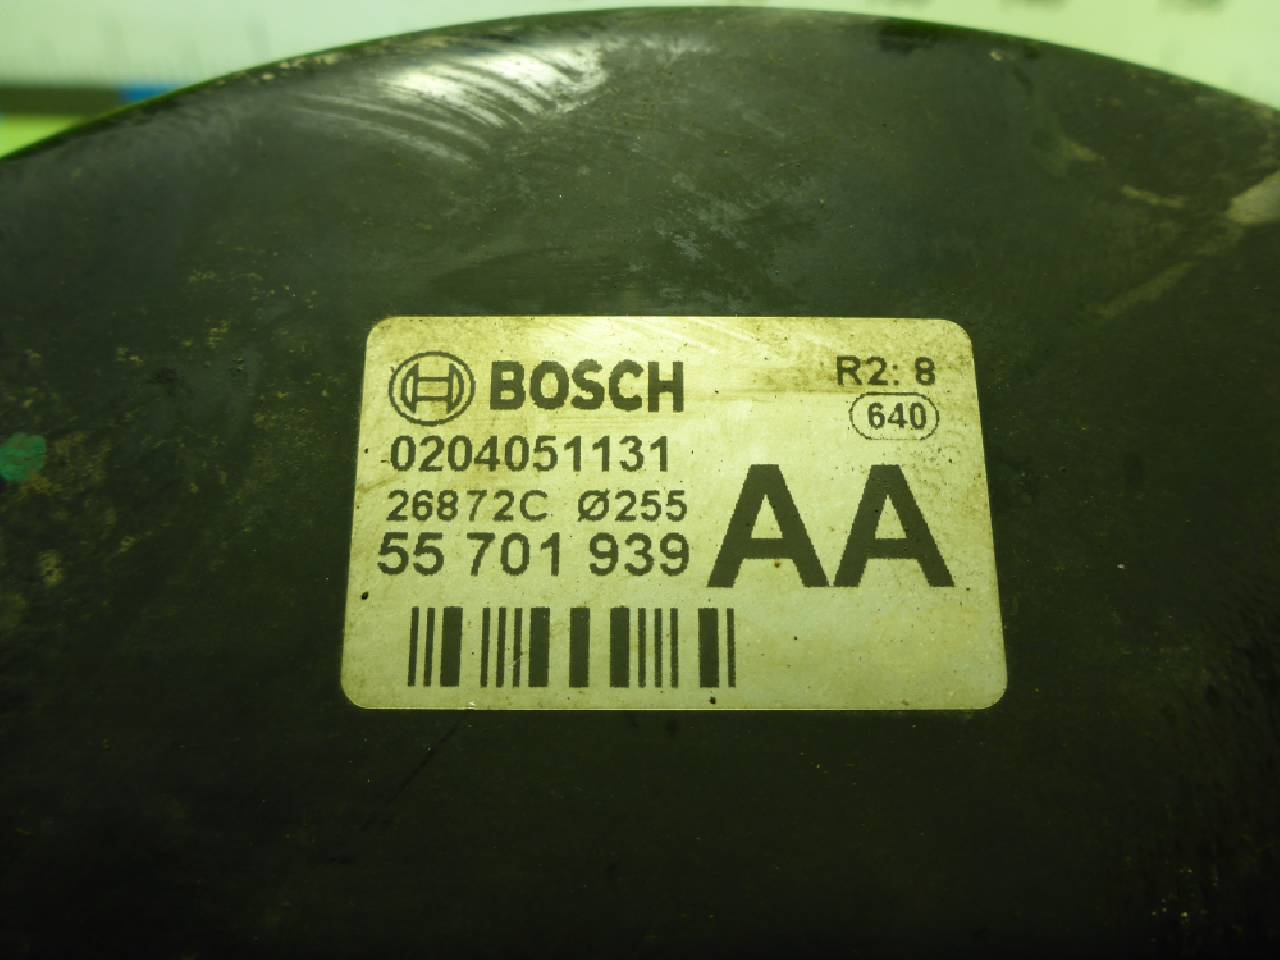 BOSCH
R2: 8
640
0204051131
26872C Ø255
55 701 939
AA